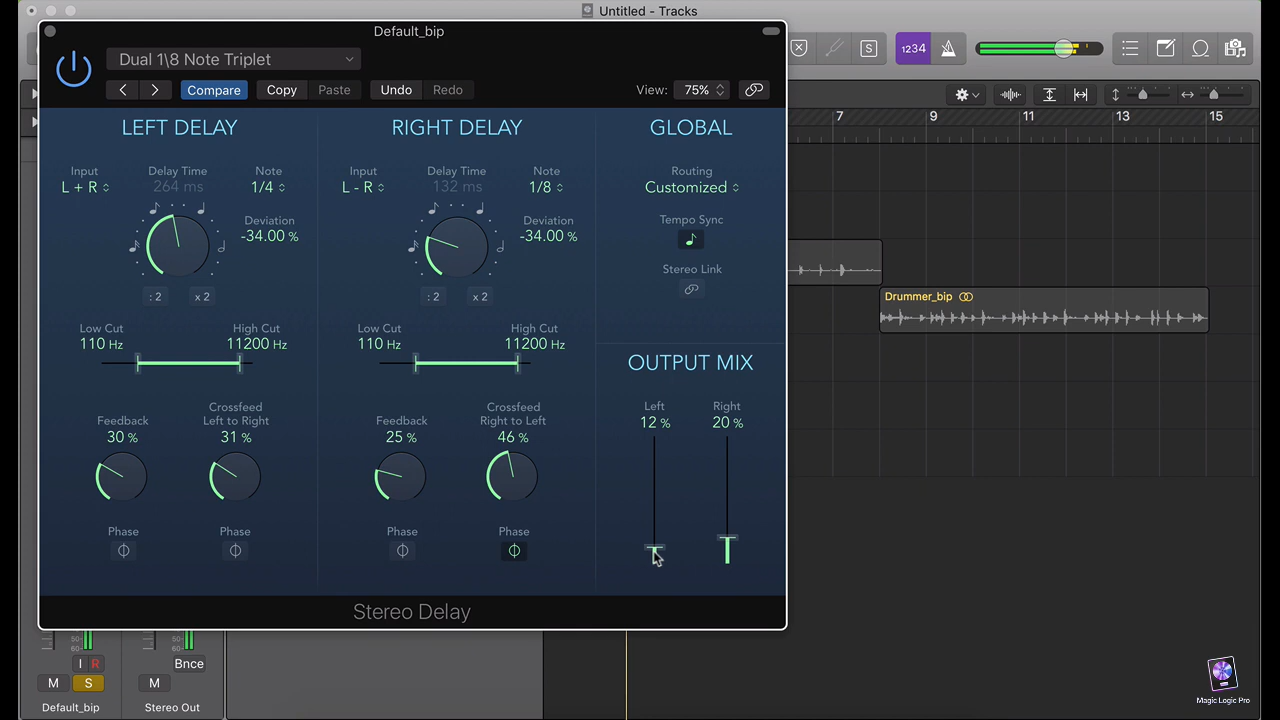 Untitled - Tracks
Default_bip
Dual 1\8 Note Triplet
Compare Copy Paste Undo Redo View: 75%
S 1234
7 9 11 13 15
LEFT DELAY RIGHT DELAY GLOBAL
Input Delay Time Note Input Delay Time Note Routing
L + R 264 ms 1/4 L - R 132 ms 1/8 Customized
Deviation Deviation Tempo Sync
-34.00 % -34.00 %
Stereo Link
: 2 x 2 : 2 x 2
Drummer_bip
Low Cut High Cut Low Cut High Cut
110 Hz 11200 Hz 110 Hz 11200 Hz
OUTPUT MIX
Left Right
12 % 20 %
Feedback Crossfeed Left to Right Feedback Crossfeed Right to Left
30 % 31 % 25 % 46 %
Phase Phase Phase Phase
Stereo Delay
50 50
60 60
I R Bnce
M S M
Default_bip Stereo Out
Magic Logic Pro